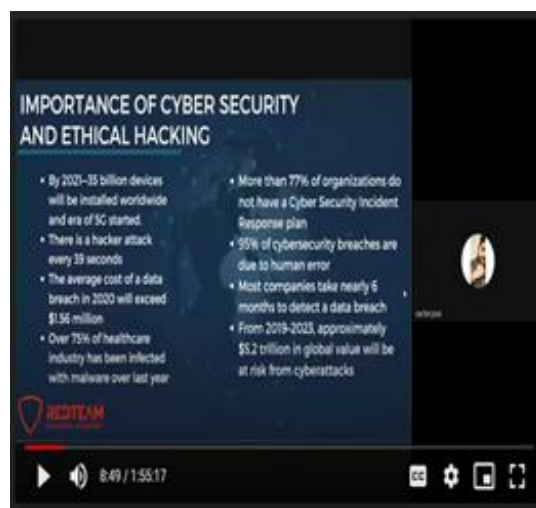 IMPORTANCE OF CYBER SECURITY
AND ETHICAL HACKING
• By 2021–35 billion devices
will be installed worldwide
and era of 5G started.
• There is a hacker attack
every 39 seconds
• The average cost of a data
breach in 2020 will exceed
$1.56 million
• Over 75% of healthcare
industry has been infected
with malware over last year
• More than 77% of organizations do
not have a Cyber Security Incident
Response plan
• 95% of cybersecurity breaches are
due to human error
• Most companies take nearly 6
months to detect a data breach
• From 2019-2023, approximately
$5.2 trillion in global value will be
at risk from cyberattacks
REDTEAM
8:49 / 1:55:17
CC